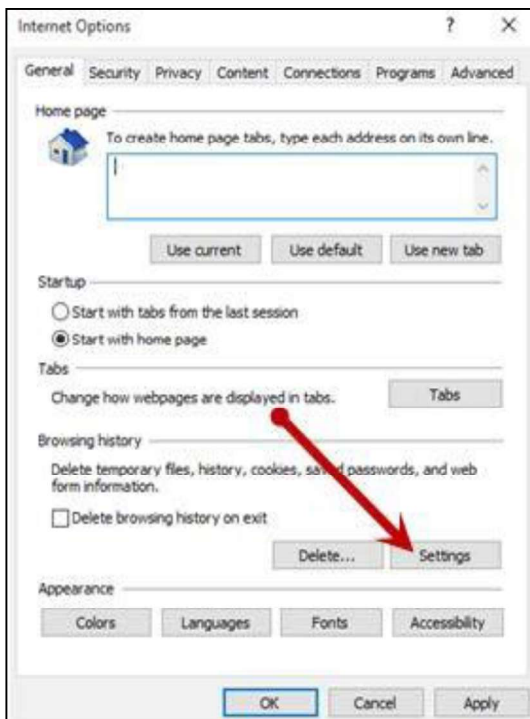 Internet Options ? X
General Security Privacy Content Connections Programs Advanced
Home page
To create home page tabs, type each address on its own line.
Use current Use default Use new tab
Startup
Start with tabs from the last session
Start with home page
Tabs
Change how webpages are displayed in tabs. Tabs
Browsing history
Delete temporary files, history, cookies, saved passwords, and web
form information.
Delete browsing history on exit
Delete... Settings
Appearance
Colors Languages Fonts Accessibility
OK Cancel Apply